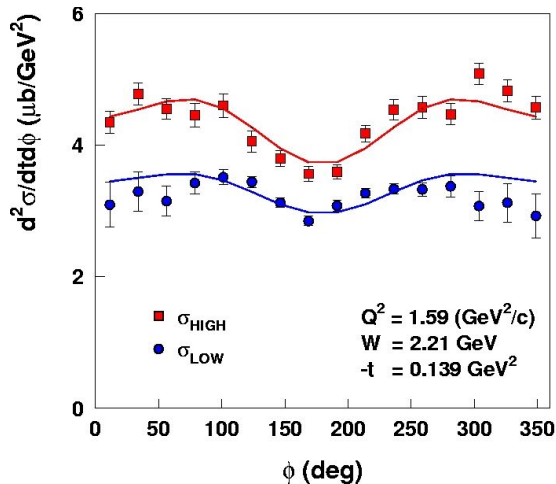 d²σ/dtdϕ (μb/GeV²)
6
4
2
0
σHIGH
σLOW
Q² = 1.59 (GeV²/c)
W = 2.21 GeV
-t = 0.139 GeV²
0 50 100 150 200 250 300 350
ϕ (deg)